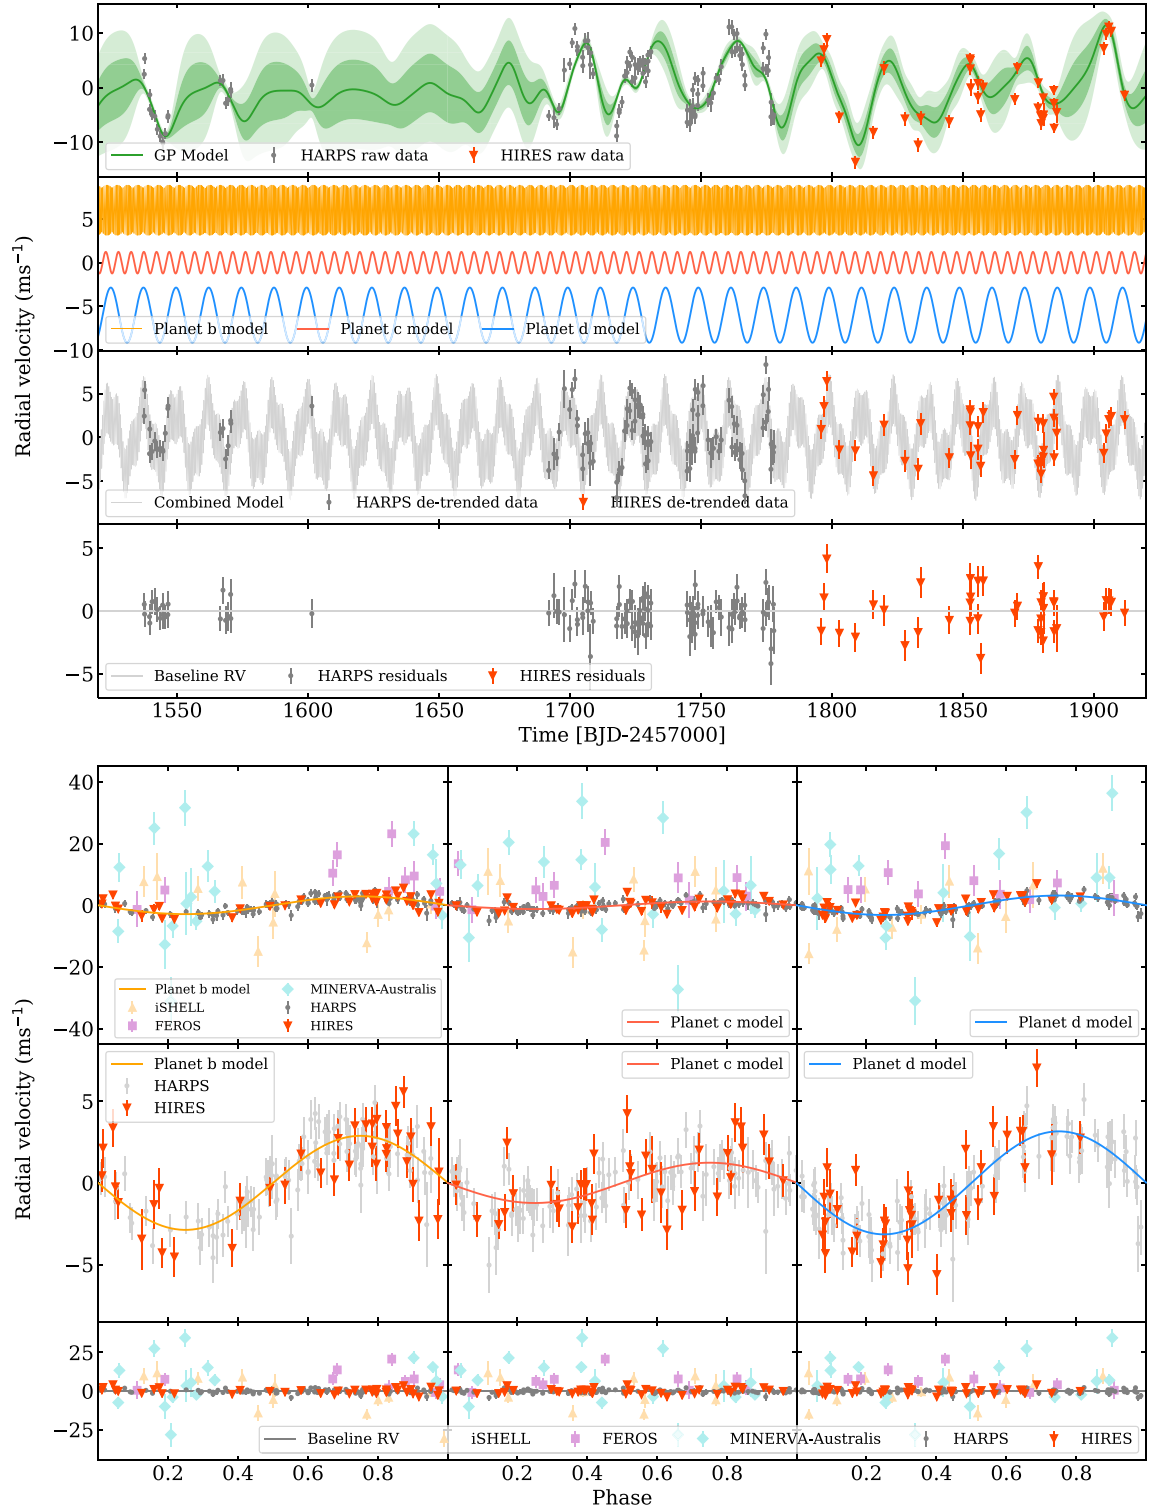 10
0
−10
GP Model HARPS raw data HIRES raw data
5
0
−5
−10
Planet b model Planet c model Planet d model
Radial velocity (ms⁻¹)
10
5
0
−5
Combined Model HARPS de-trended data HIRES de-trended data
5
0
−5
Baseline RV HARPS residuals HIRES residuals
1550 1600 1650 1700 1750 1800 1850 1900
Time [BJD-2457000]
40
20
0
−20
−40
Planet b model MINERVA-Australis
iSHELL HARPS
FEROS HIRES
Planet c model
Planet d model
Radial velocity (ms⁻¹)
5
0
−5
Planet b model
HARPS
HIRES
Planet c model
Planet d model
25
0
−25
Baseline RV iSHELL FEROS MINERVA-Australis HARPS HIRES
0.2 0.4 0.6 0.8 0.2 0.4 0.6 0.8 0.2 0.4 0.6 0.8
Phase